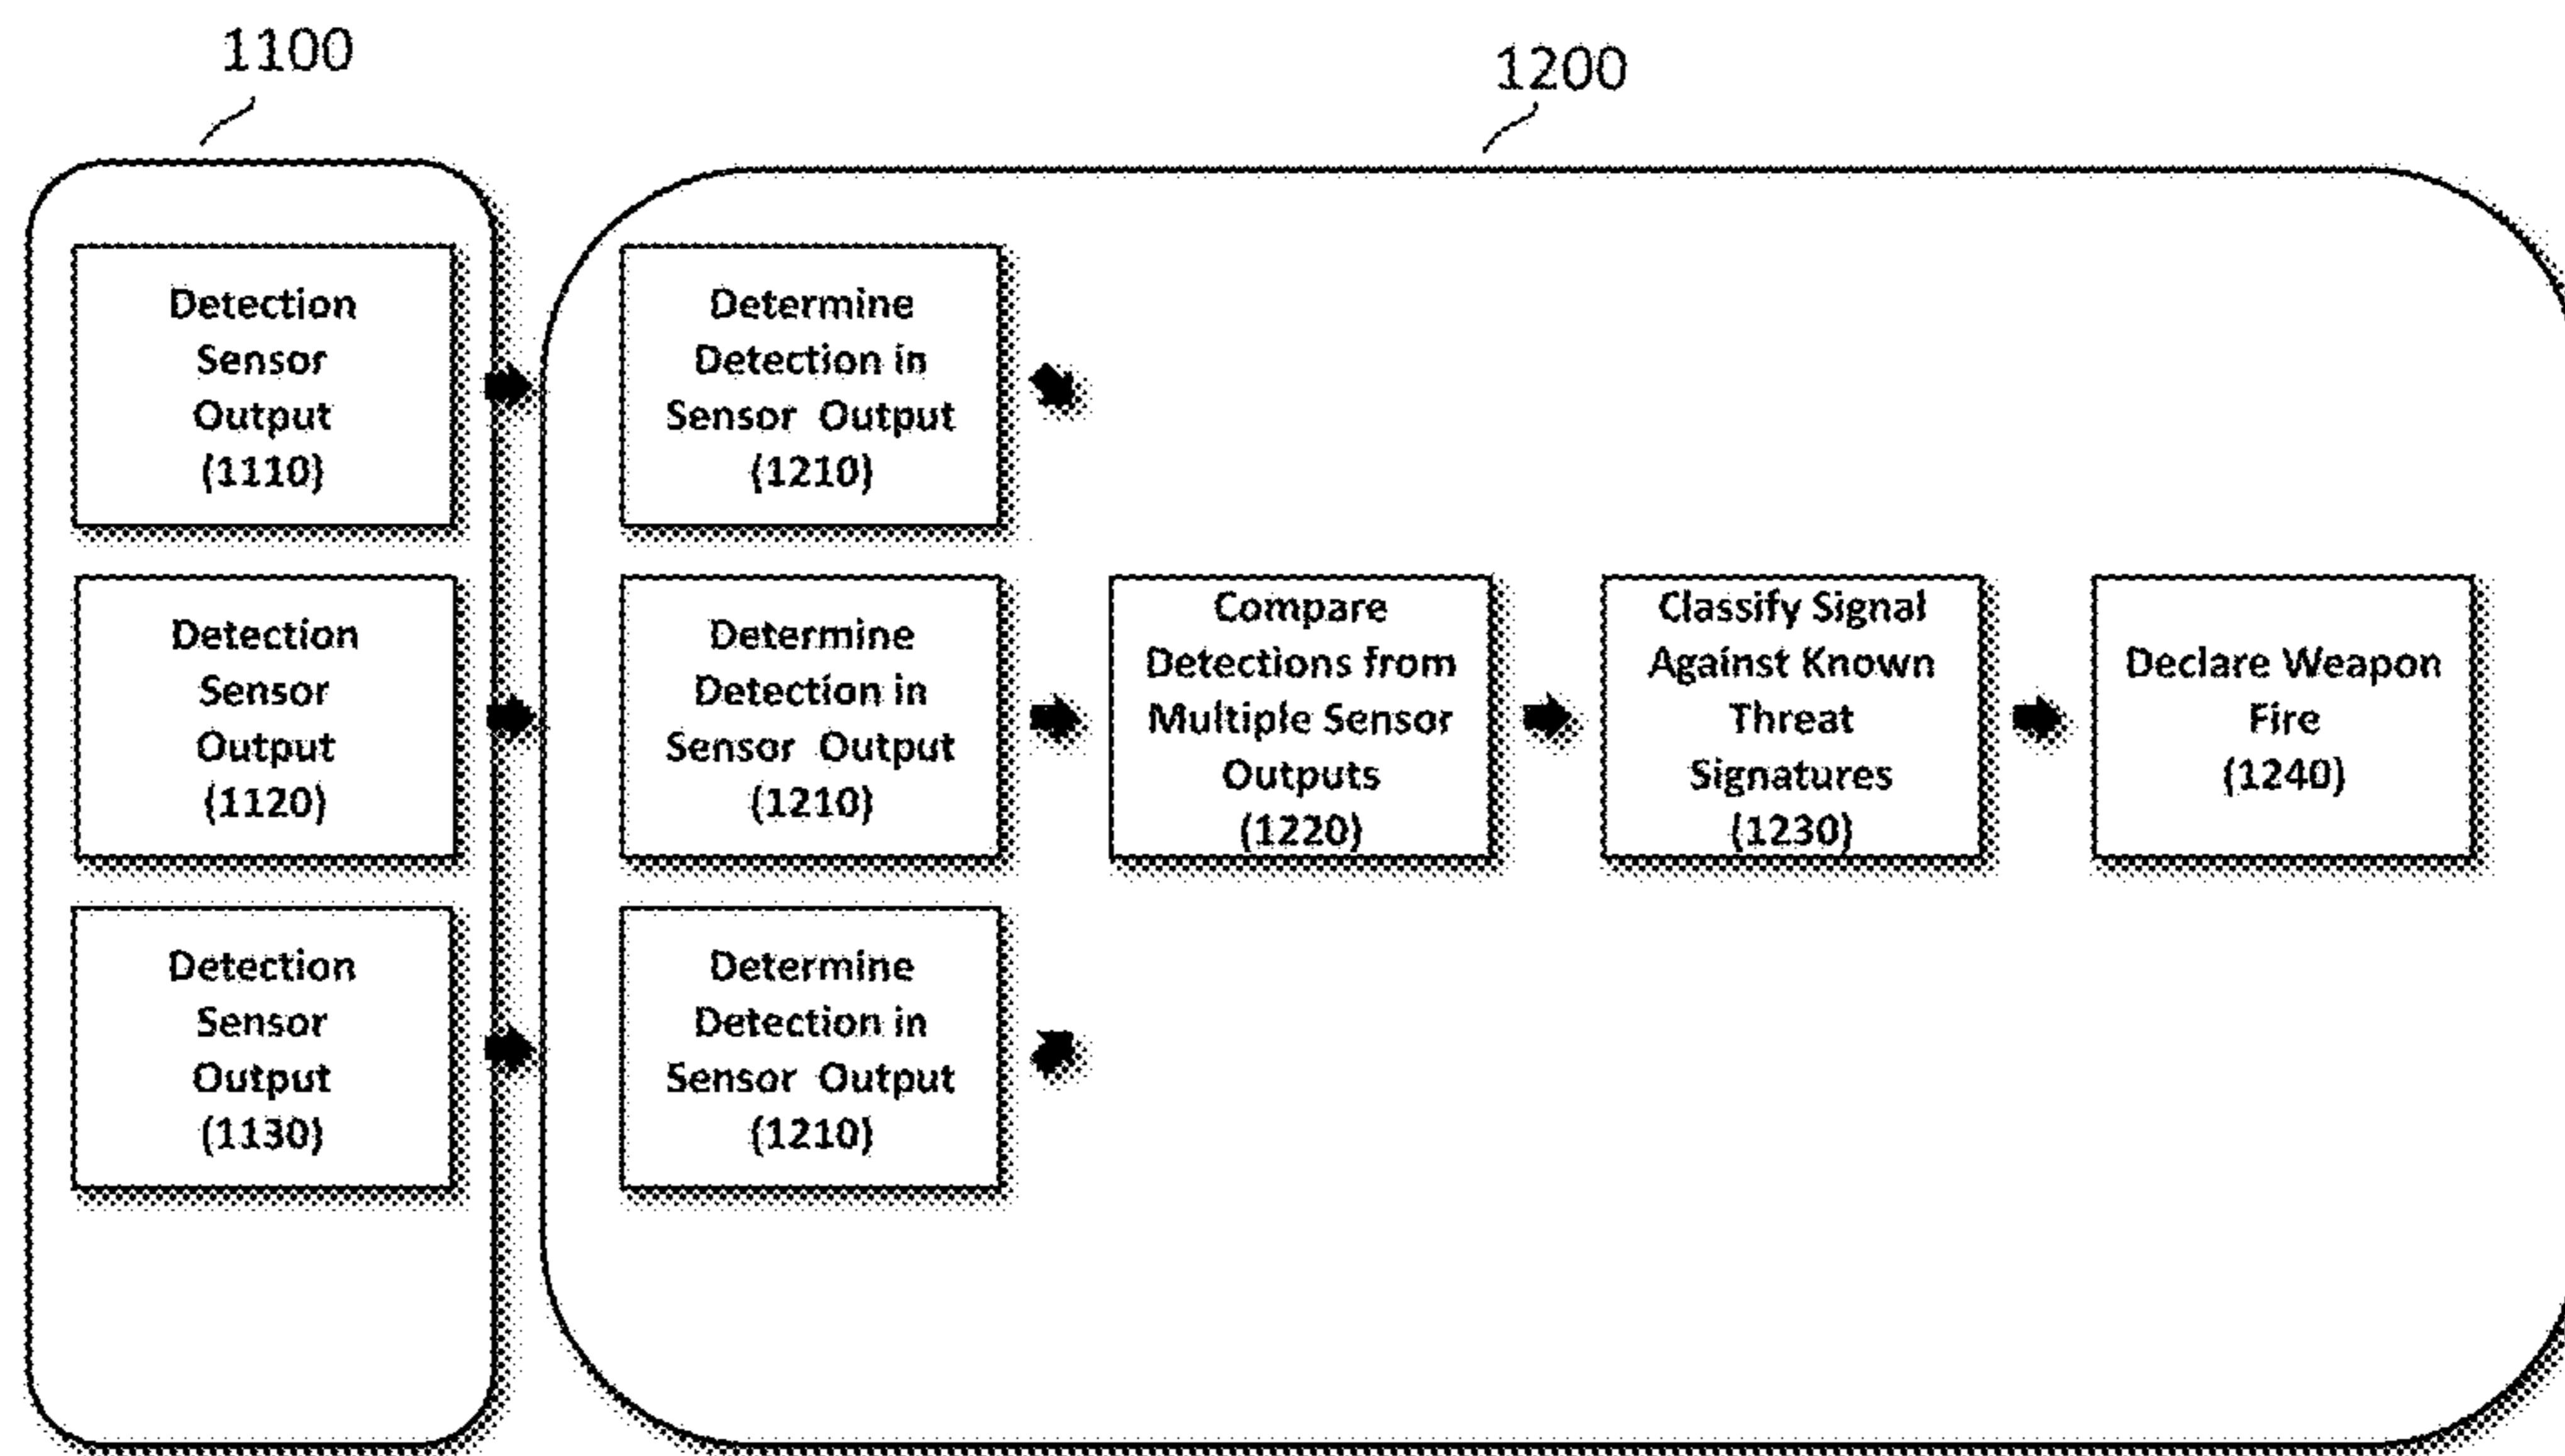 1100
1200
Detection
Sensor
Output
(1110)
Determine
Detection in
Sensor Output
(1210)
Detection
Sensor
Output
(1120)
Determine
Detection in
Sensor Output
(1210)
Compare
Detections from
Multiple Sensor
Outputs
(1220)
Classify Signal
Against Known
Threat
Signatures
(1230)
Declare Weapon
Fire
(1240)
Detection
Sensor
Output
(1130)
Determine
Detection in
Sensor Output
(1210)